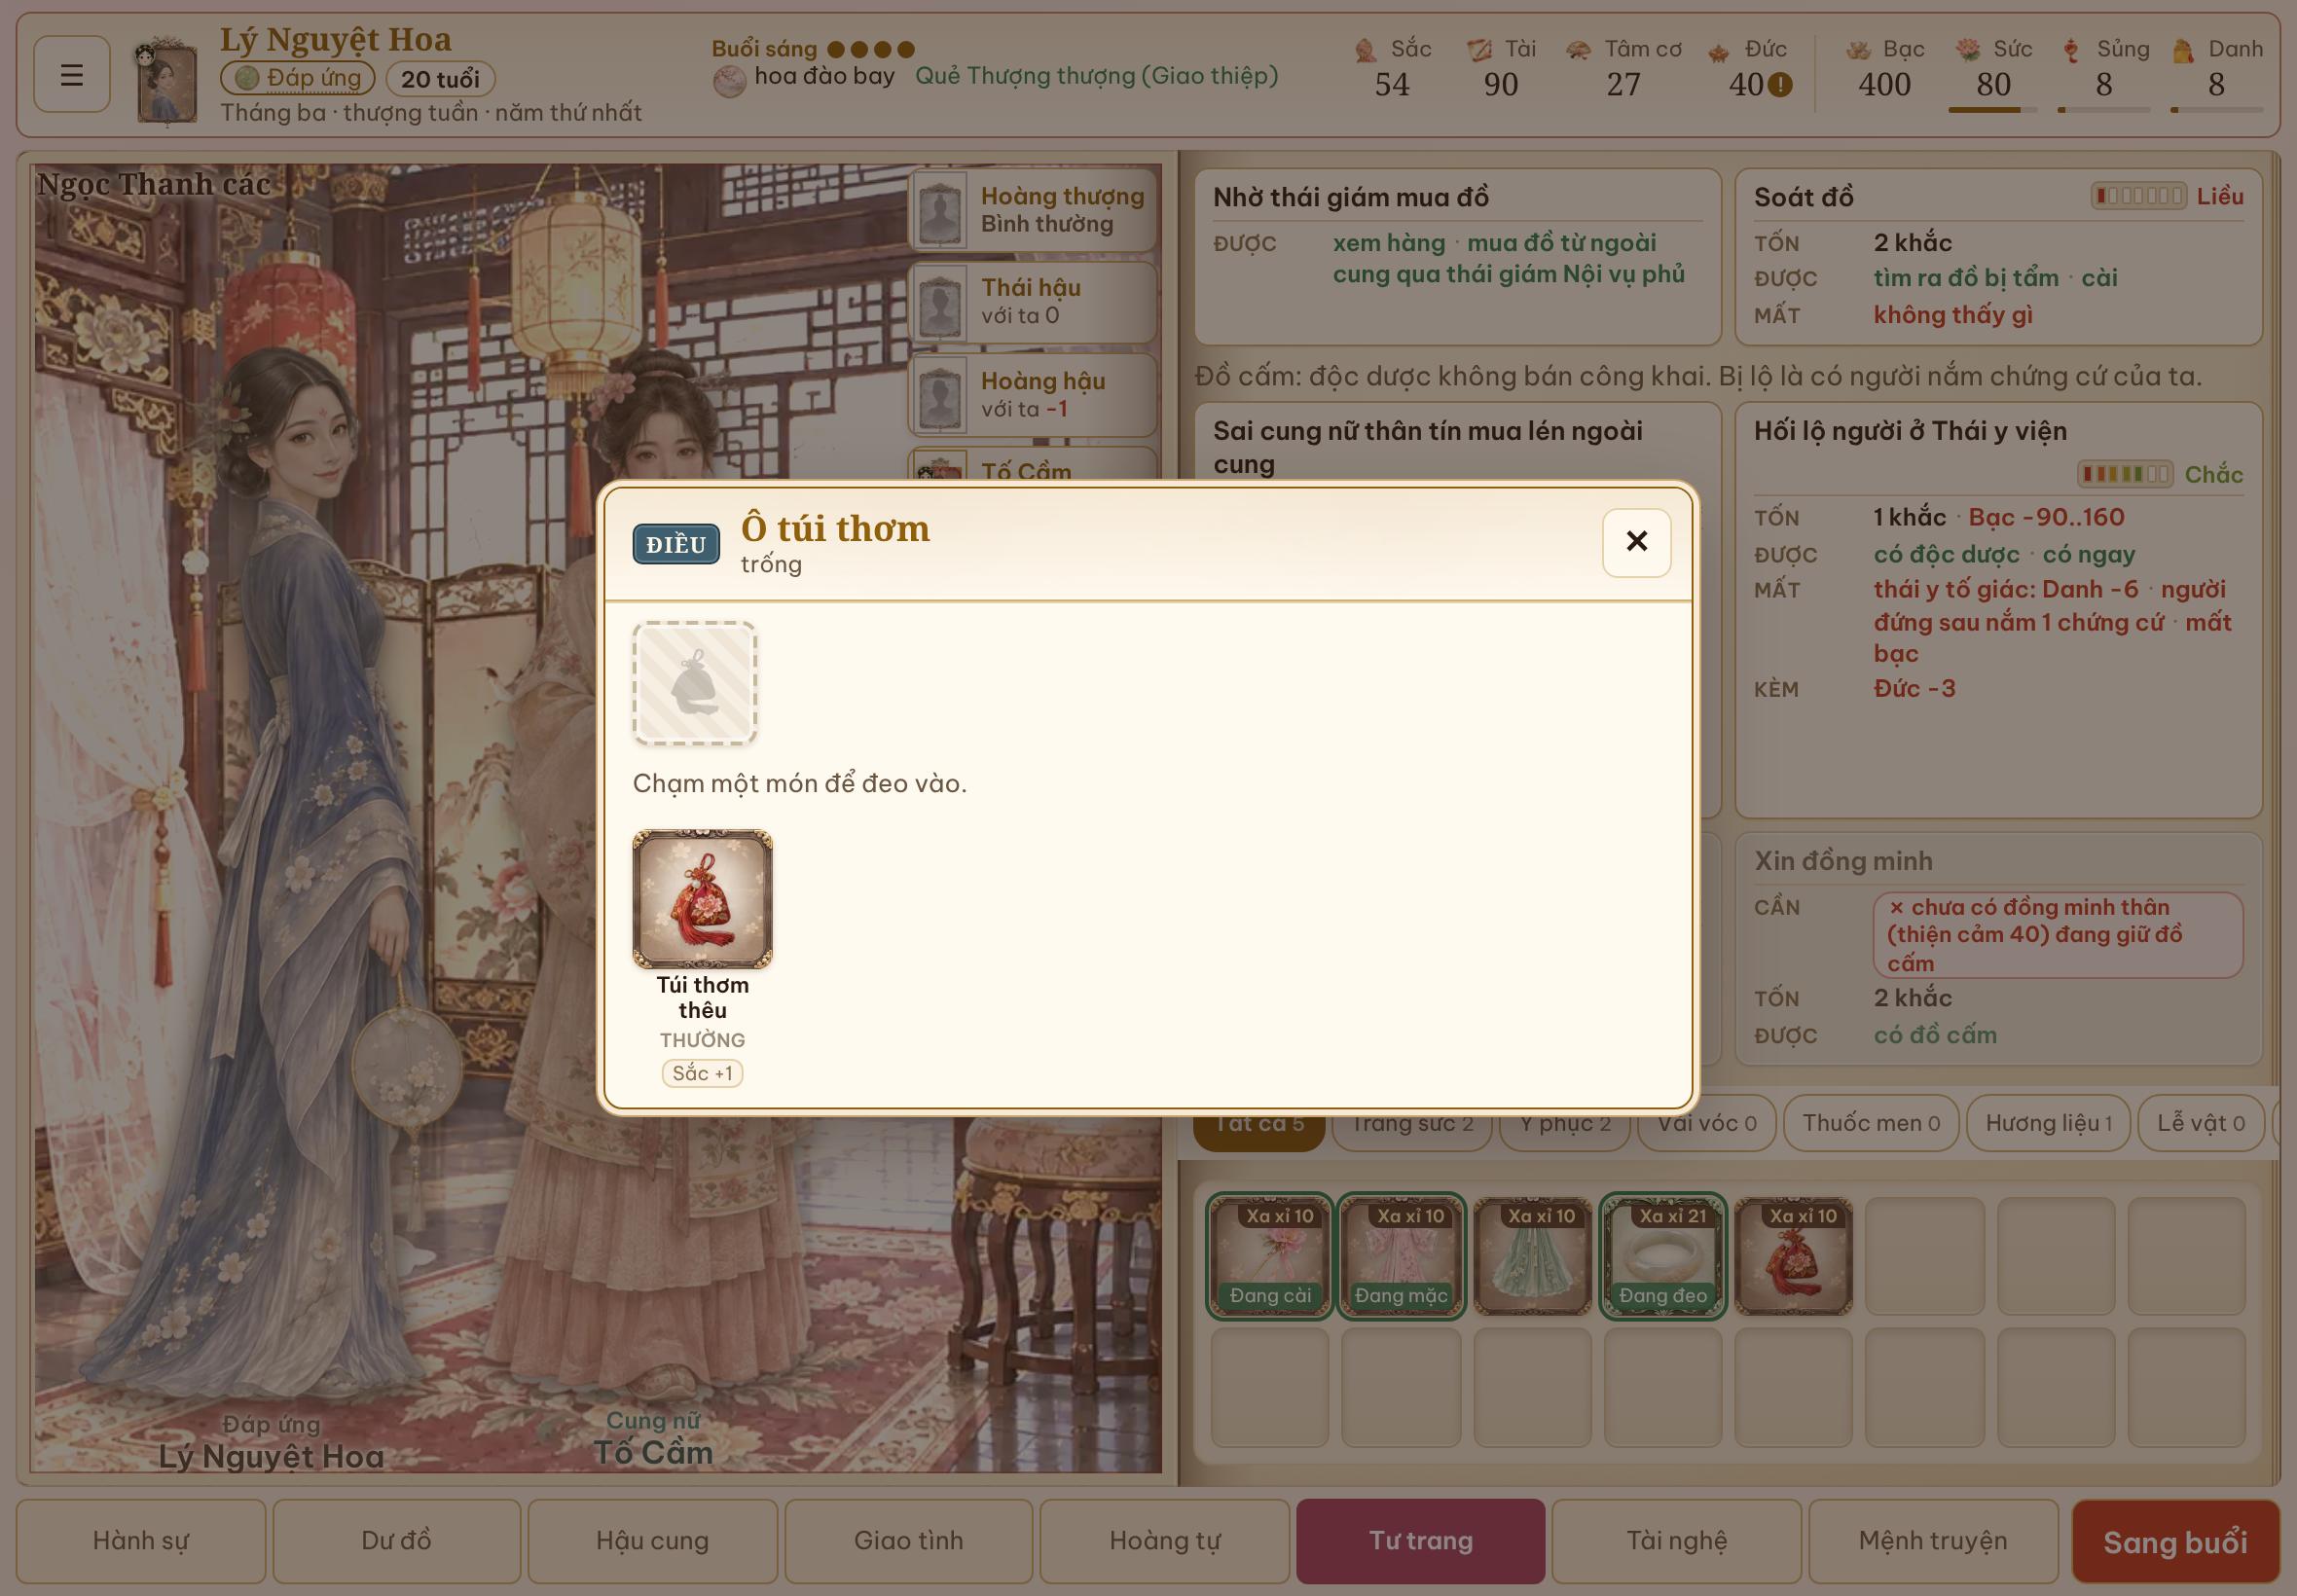 Lý Nguyệt Hoa
Đáp ứng
20 tuổi
Tháng ba · thượng tuần · năm thứ nhất
Buổi sáng
hoa đào bay
Quẻ Thượng thượng (Giao thiệp)
Sắc
54
Tài
90
Tâm cơ
27
Đức
40
!
Bạc
400
Sức
80
Sủng
8
Danh
8
Ngọc Thanh các
Hoàng thượng
Bình thường
Thái hậu
với ta 0
Hoàng hậu
với ta -1
Tố Cầm
Đáp ứng
Lý Nguyệt Hoa
Cung nữ
Tố Cầm
Nhờ thái giám mua đồ
ĐƯỢC
xem hàng · mua đồ từ ngoài
cung qua thái giám Nội vụ phủ
Soát đồ
Liều
TỐN
2 khắc
ĐƯỢC
tìm ra đồ bị tẩm · cài
MẤT
không thấy gì
Đồ cấm: độc dược không bán công khai. Bị lộ là có người nắm chứng cứ của ta.
Sai cung nữ thân tín mua lén ngoài
cung
Hối lộ người ở Thái y viện
Chắc
TỐN
1 khắc · Bạc -90..160
ĐƯỢC
có độc dược · có ngay
MẤT
thái y tố giác: Danh -6 · người
đứng sau nắm 1 chứng cứ · mất
bạc
KÈM
Đức -3
Xin đồng minh
CẦN
× chưa có đồng minh thân
(thiện cảm 40) đang giữ đồ
cấm
TỐN
2 khắc
ĐƯỢC
có đồ cấm
ĐIỀU
Ô túi thơm
trống
×
Chạm một món để đeo vào.
Túi thơm
thêu
THƯỜNG
Sắc +1
Tất cả 5
Trang sức 2
Y phục 2
Vải vóc 0
Thuốc men 0
Hương liệu 1
Lễ vật 0
Xa xỉ 10
Đang cài
Xa xỉ 10
Đang mặc
Xa xỉ 10
Xa xỉ 21
Đang đeo
Xa xỉ 10
Hành sự
Dư đồ
Hậu cung
Giao tình
Hoàng tự
Tư trang
Tài nghệ
Mệnh truyện
Sang buổi